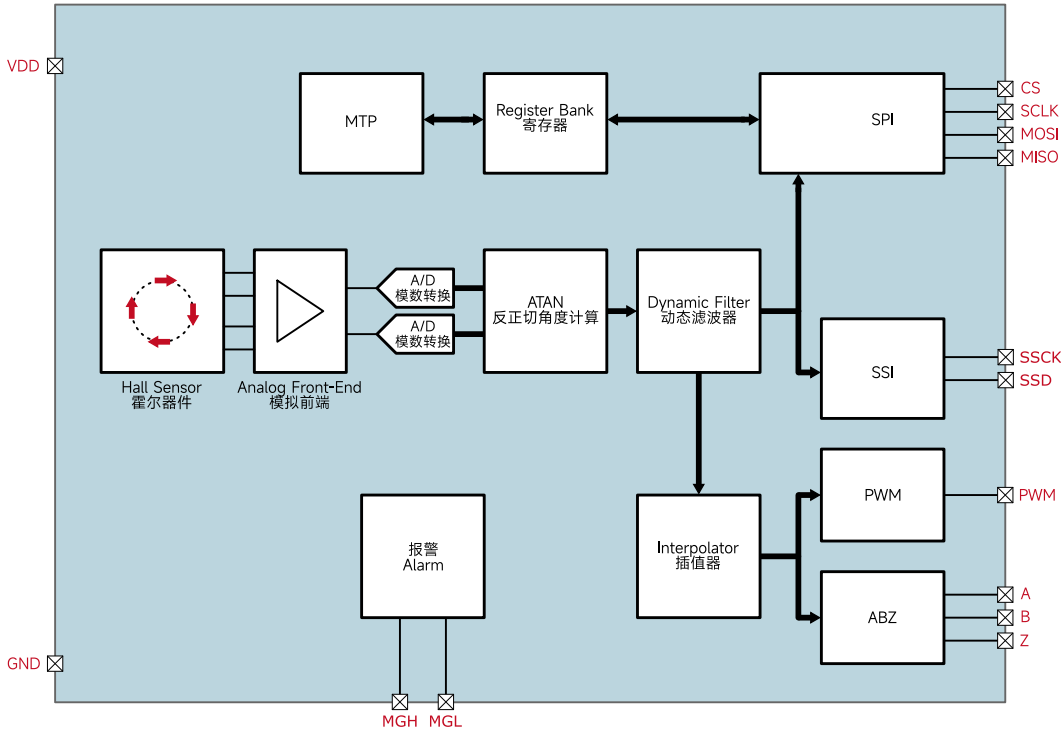 VDD
MTP
Register Bank
寄存器
SPI
CS
SCLK
MOSI
MISO
A/D
模数转换
A/D
模数转换
ATAN
反正切角度计算
Dynamic Filter
动态滤波器
Hall Sensor
霍尔器件
Analog Front-End
模拟前端
SSI
SSCK
SSD
PWM
PWM
报警
Alarm
Interpolator
插值器
ABZ
A
B
Z
GND
MGH
MGL